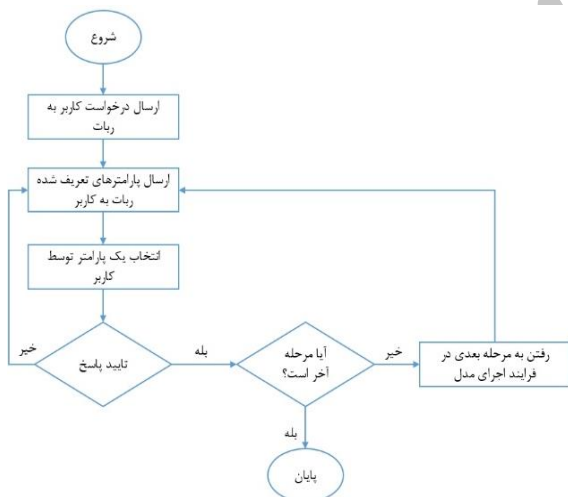 شروع
ارسال درخواست کاربر به
ربات
ارسال پارامترهای تعریف شده
ربات به کاربر
انتخاب یک پارامتر توسط
کاربر
خیر
تایید پاسخ
بله
آیا مرحله
آخر است؟
خیر
رفتن به مرحله بعدی در
فرایند اجرای مدل
بله
پایان